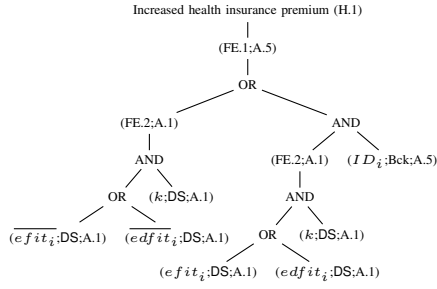 Increased health insurance premium (H.1)
(FE.1;A.5)
OR
(FE.2;A.1) AND
AND (FE.2;A.1) (ID_i;Bck;A.5)
OR (k;DS;A.1) AND
(\overline{efit_i};DS;A.1) (\overline{edfit_i};DS;A.1) OR (k;DS;A.1)
(efit_i;DS;A.1) (edfit_i;DS;A.1)